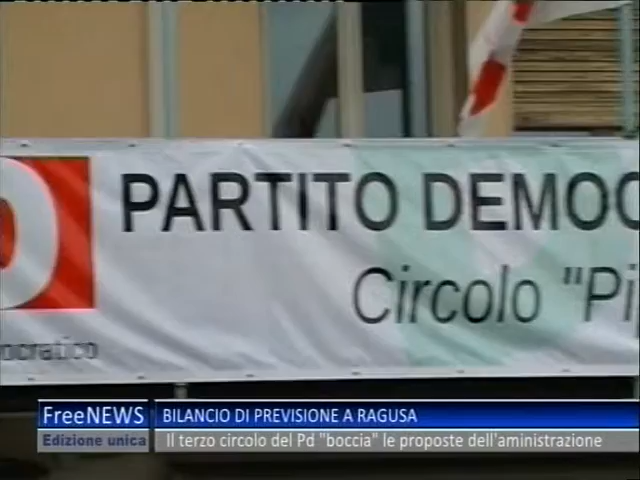 PARTITO DEMOC
Circolo "Pi
ocratico
FreeNEWS
BILANCIO DI PREVISIONE A RAGUSA
Edizione unica
Il terzo circolo del Pd "boccia" le proposte dell'aministrazione